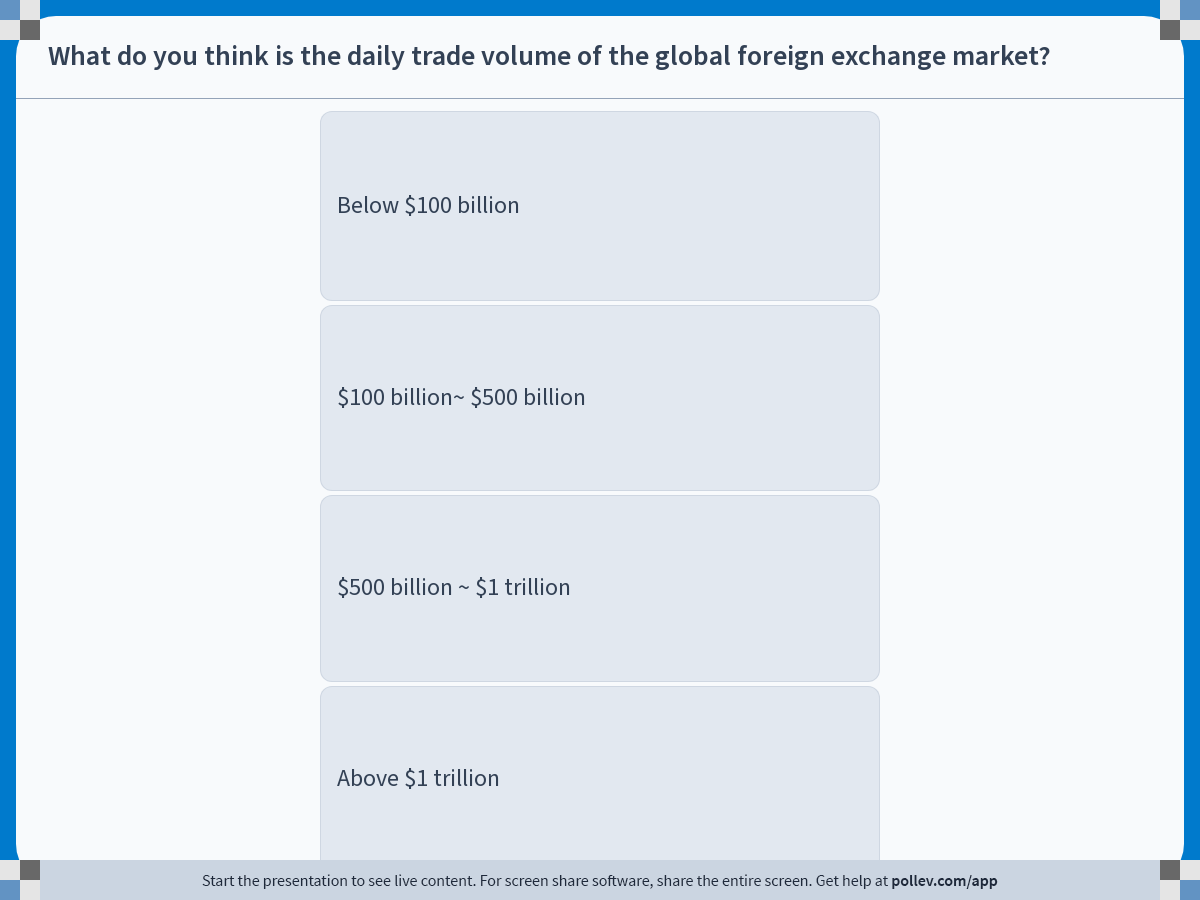 What do you think is the daily trade volume of the global foreign exchange market?
Below $100 billion
$100 billion~ $500 billion
$500 billion ~ $1 trillion
Above $1 trillion
Start the presentation to see live content. For screen share software, share the entire screen. Get help at pollev.com/app